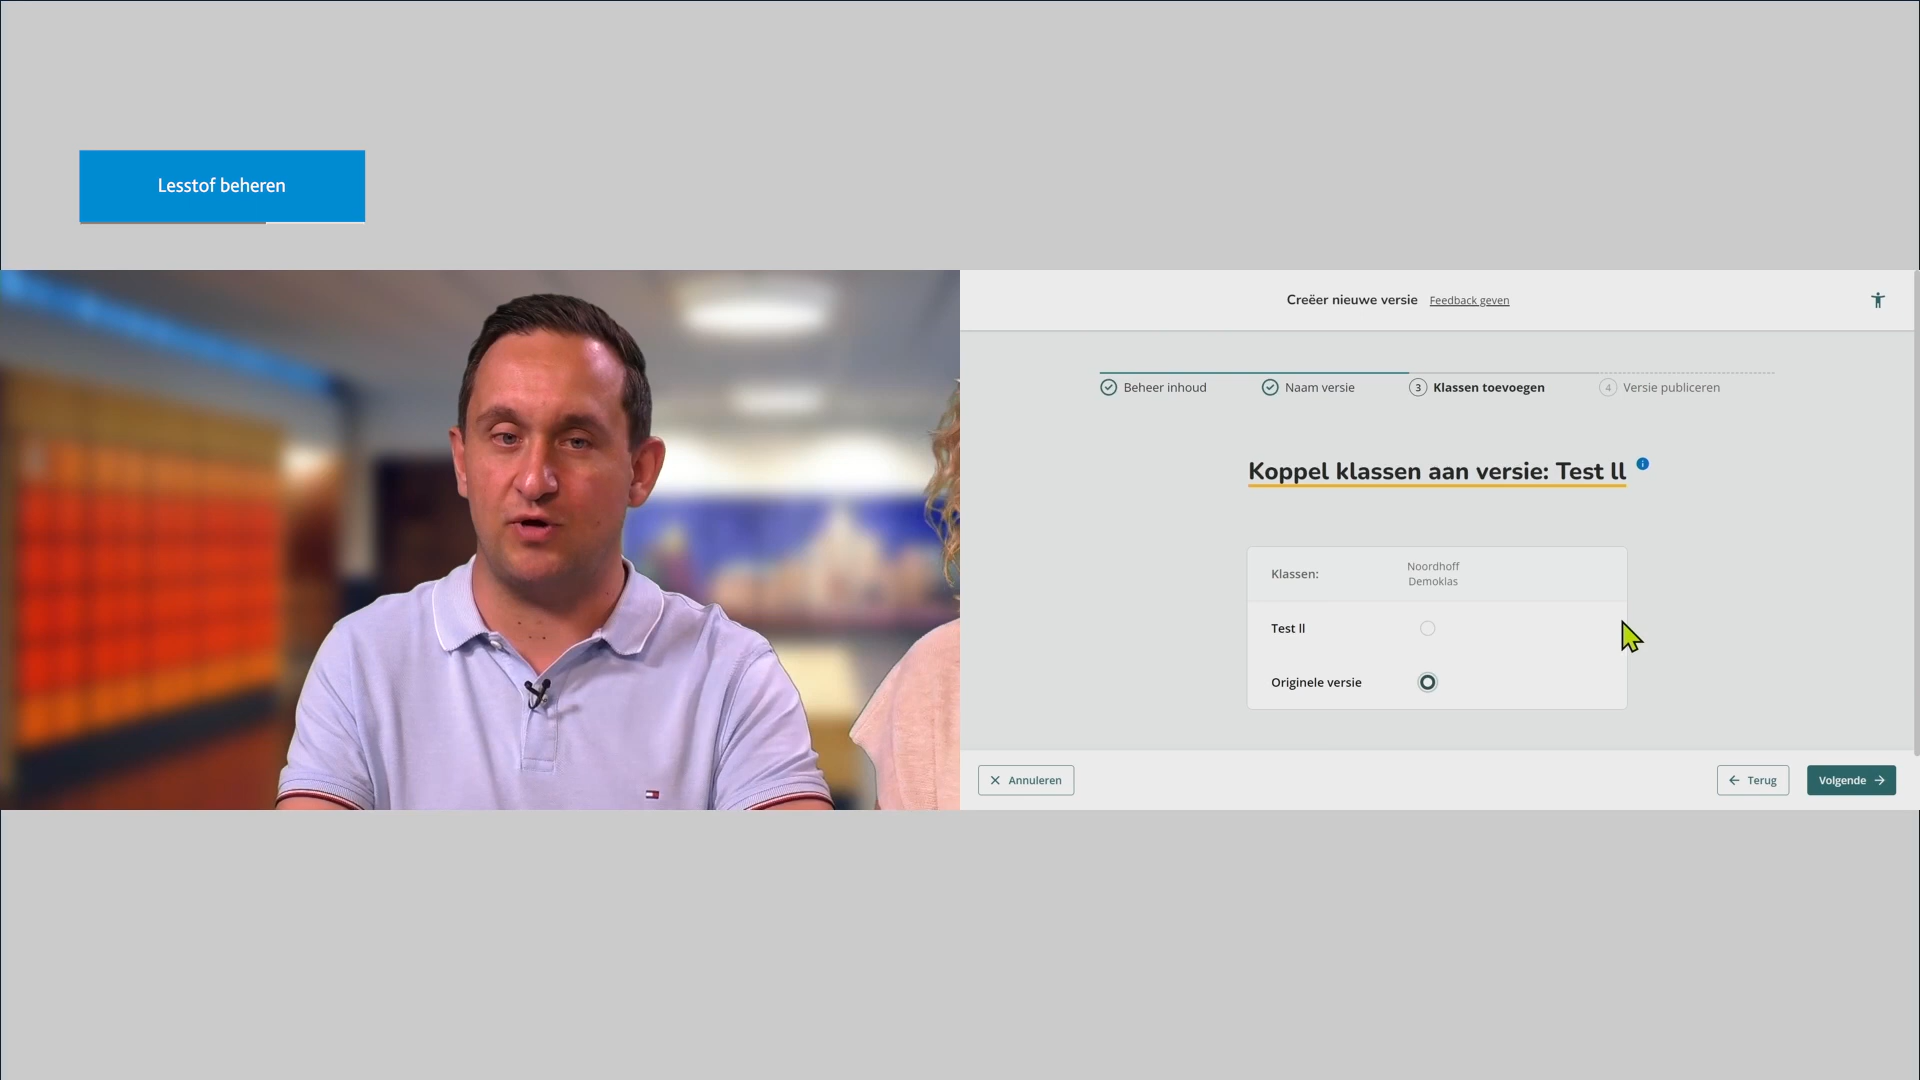 Lesstof beheren
Creëer nieuwe versie Feedback geven
Beheer inhoud Naam versie 3 Klassen toevoegen 4 Versie publiceren
Koppel klassen aan versie: Test ll
Klassen: Noordhoff
Demoklas
Test ll
Originele versie
Annuleren Terug Volgende